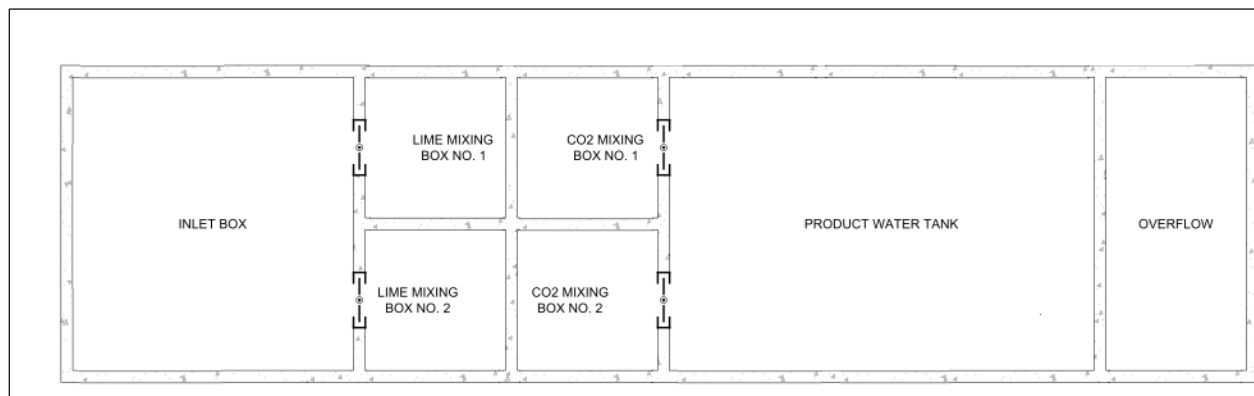 INLET BOX
LIME MIXING
BOX NO. 1
CO2 MIXING
BOX NO. 1
LIME MIXING
BOX NO. 2
CO2 MIXING
BOX NO. 2
PRODUCT WATER TANK
OVERFLOW